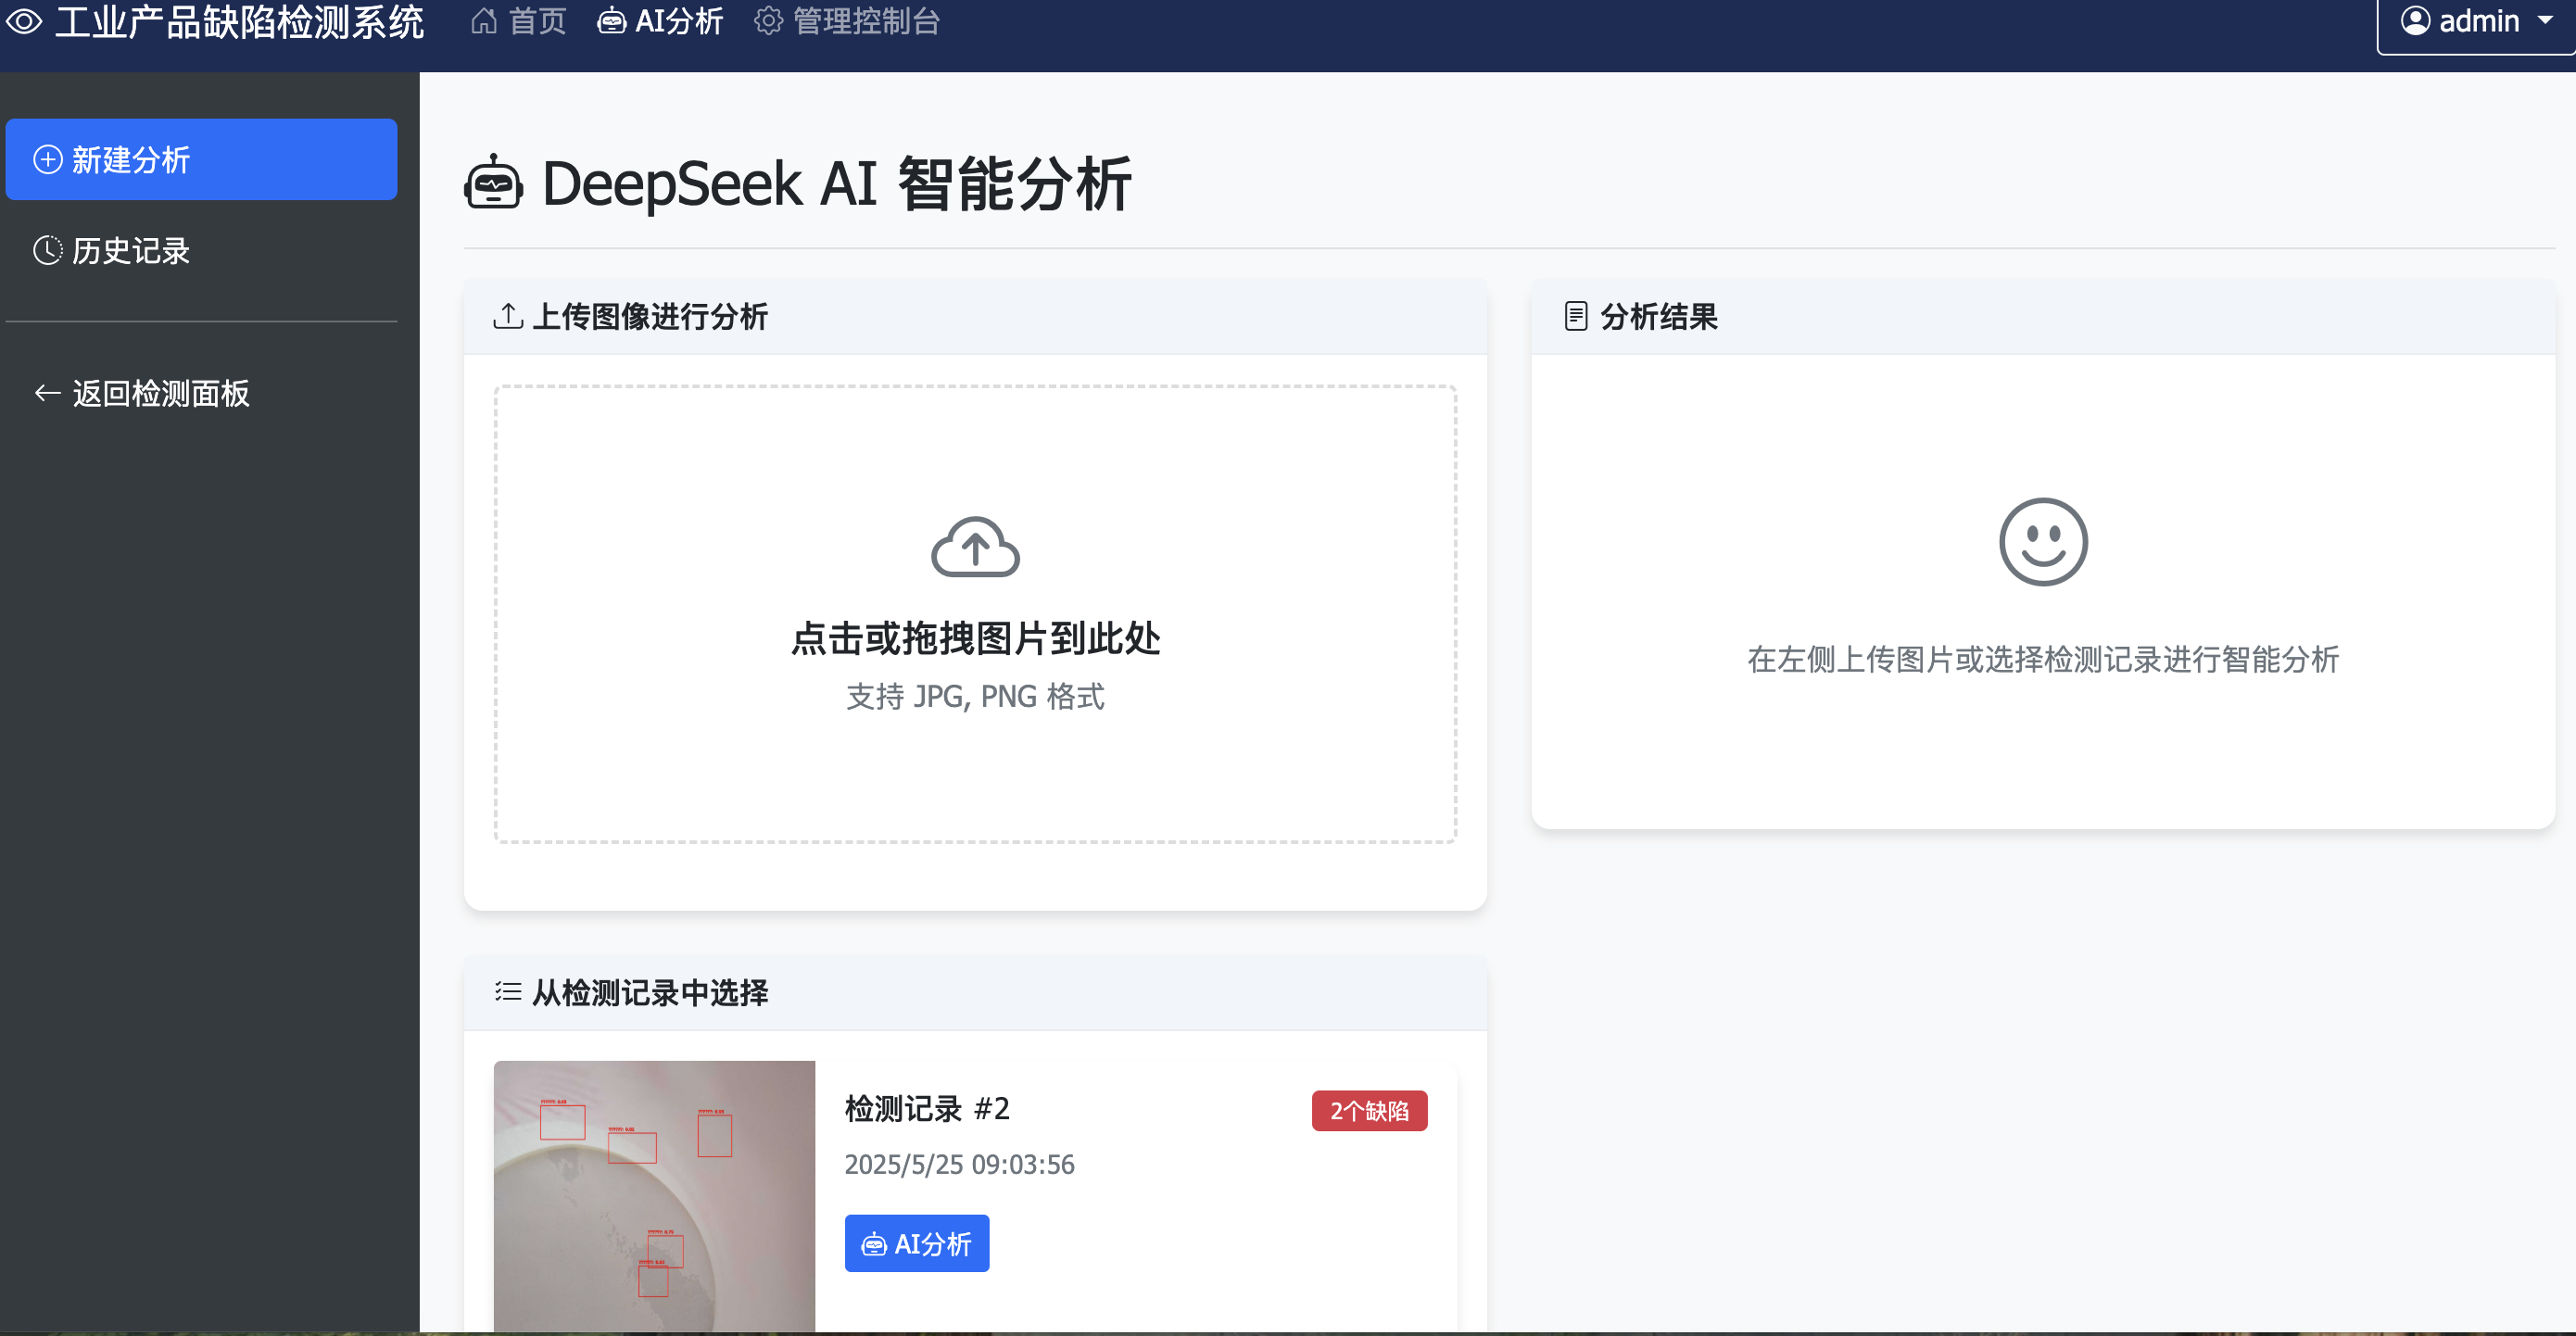 工业产品缺陷检测系统 首页 AI分析 管理控制台 admin
新建分析
历史记录
返回检测面板
DeepSeek AI 智能分析
上传图像进行分析
点击或拖拽图片到此处
支持 JPG, PNG 格式
分析结果
在左侧上传图片或选择检测记录进行智能分析
从检测记录中选择
检测记录 #2
2个缺陷
2025/5/25 09:03:56
AI分析